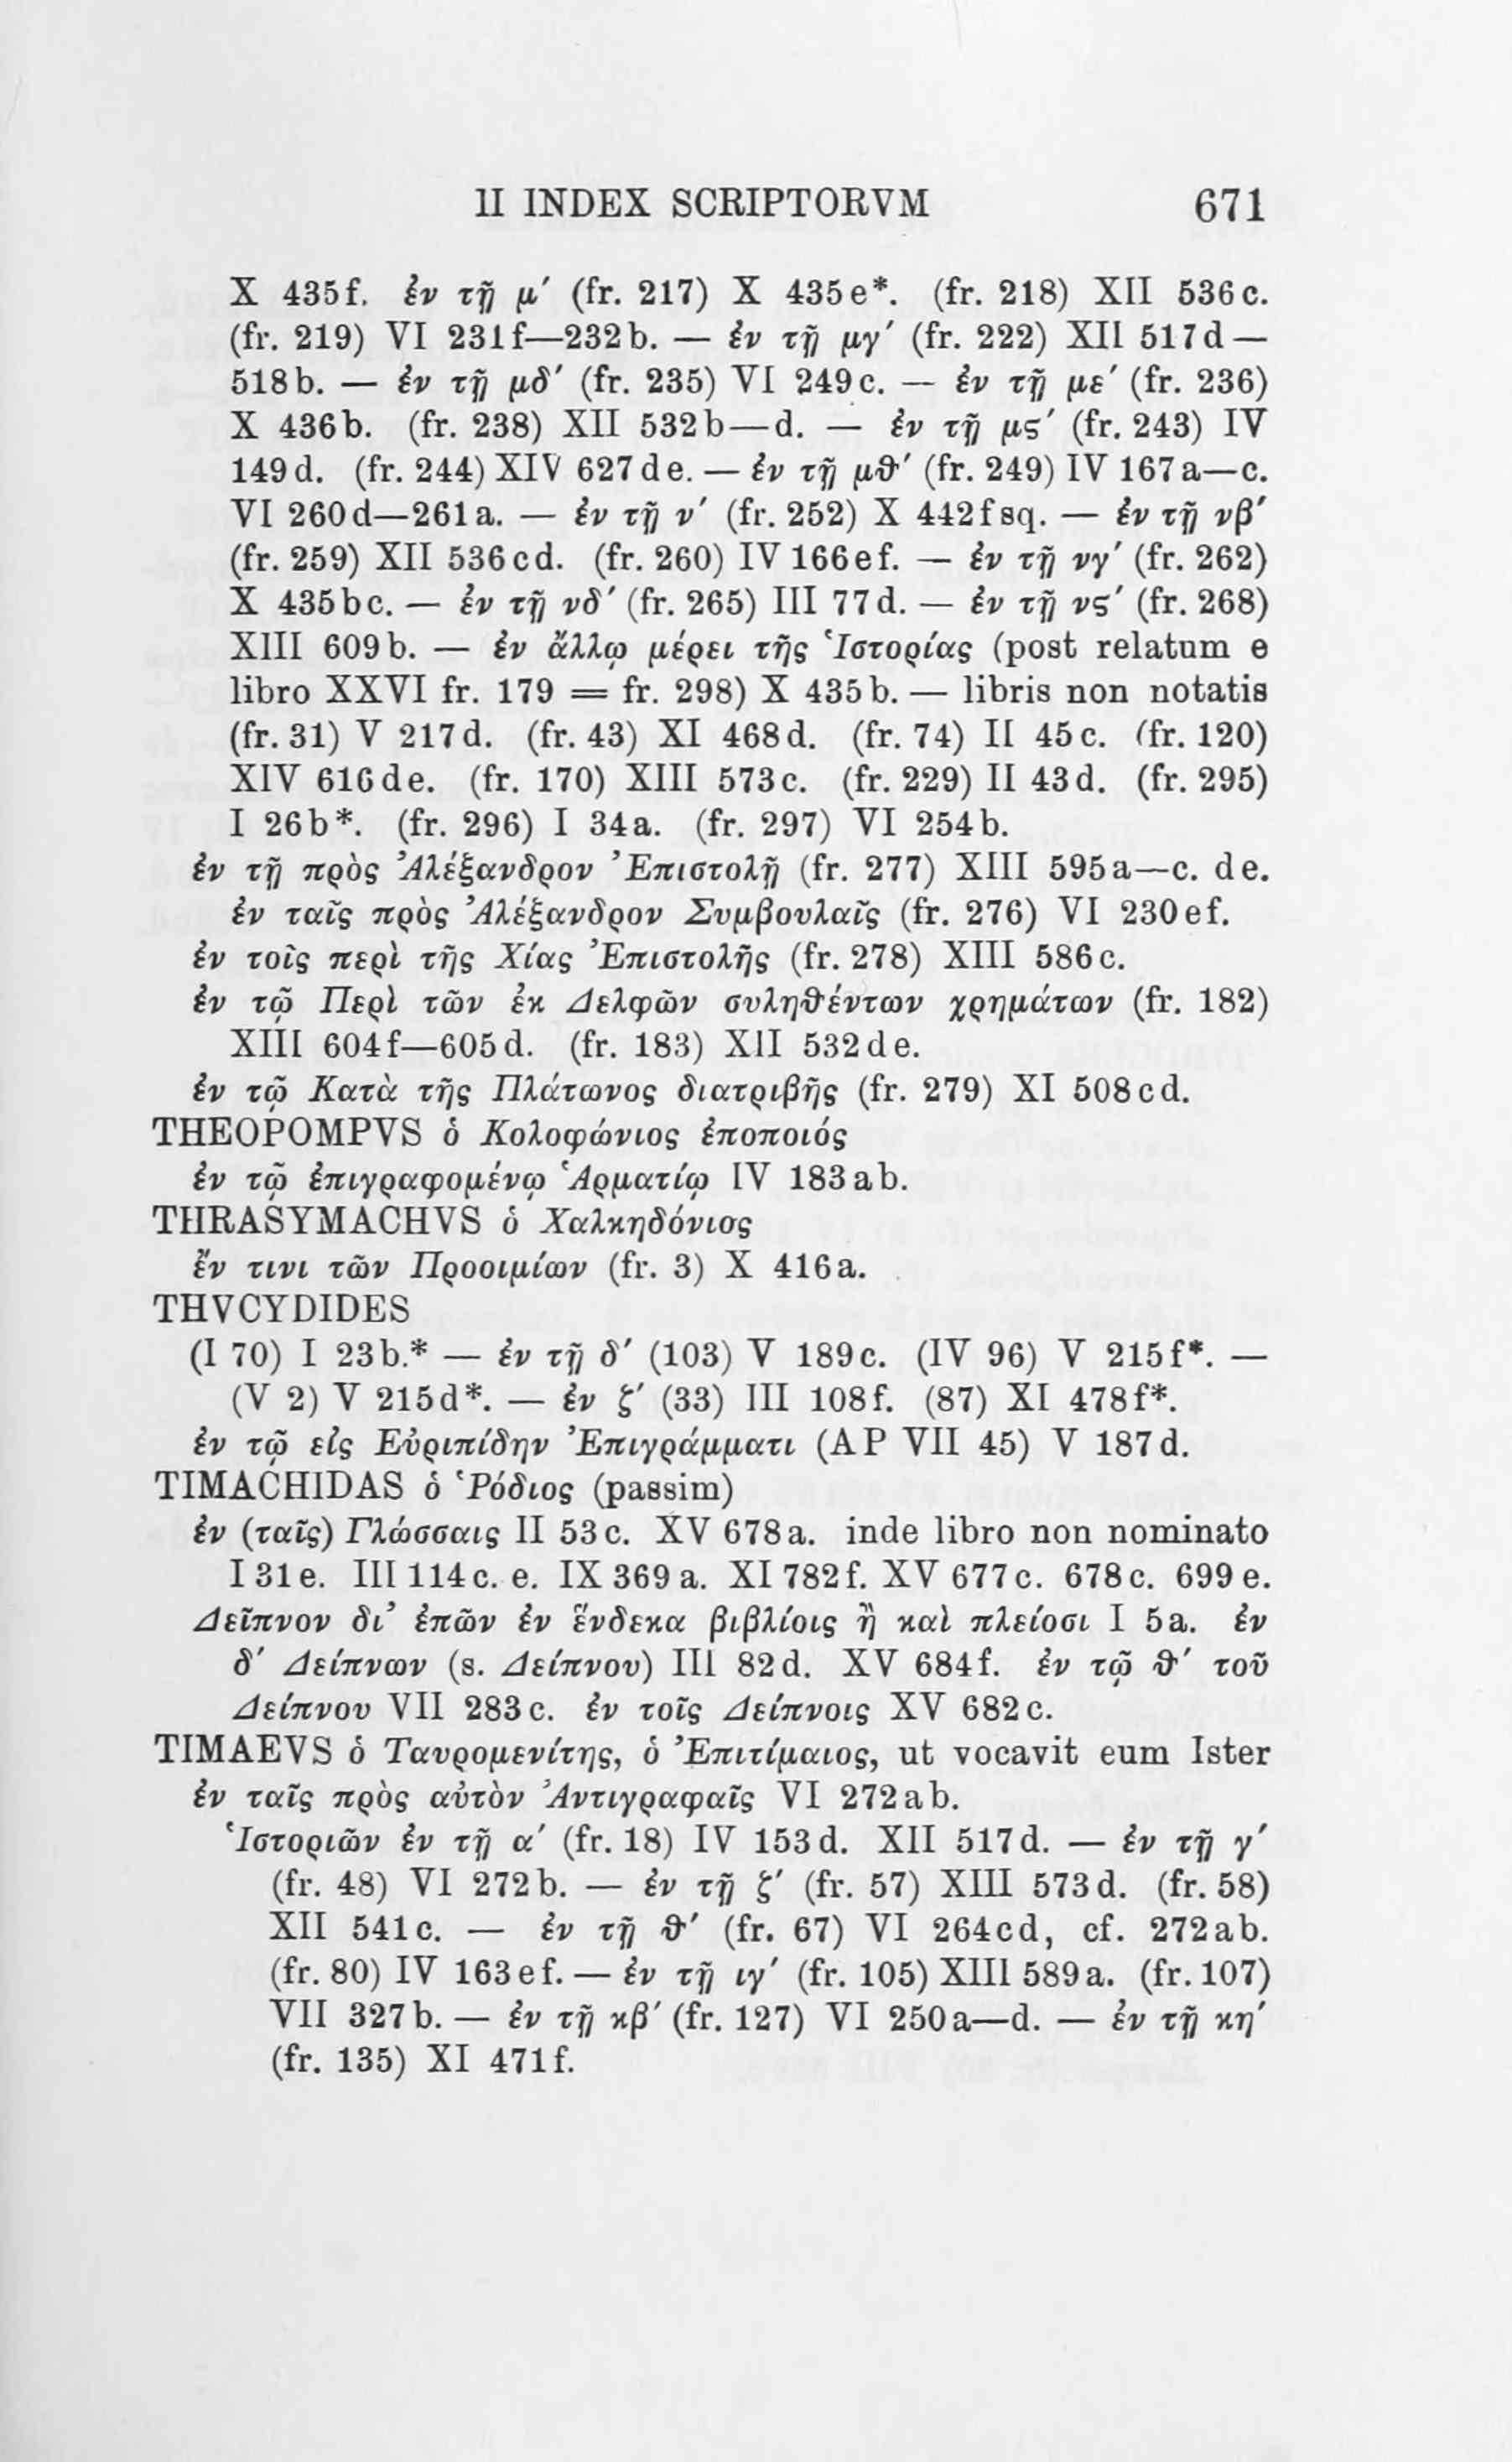 II INDEX SCRIPTORVM 671
X 435f. ἐν τῇ μ′ (fr. 217) X 435e*. (fr. 218) XII 536c.
(fr. 219) VI 231f—232b. — ἐν τῇ μγ′ (fr. 222) XII 517d —
518b. — ἐν τῇ μδ′ (fr. 235) VI 249c. — ἐν τῇ με′ (fr. 236)
X 436b. (fr. 238) XII 532b—d. — ἐν τῇ μς′ (fr. 243) IV
149d. (fr. 244) XIV 627de. — ἐν τῇ μθ′ (fr. 249) IV 167a—c.
VI 260d—261a. — ἐν τῇ ν′ (fr. 252) X 442fsq. — ἐν τῇ νβ′
(fr. 259) XII 536cd. (fr. 260) IV 166ef. — ἐν τῇ νγ′ (fr. 262)
X 435bc. — ἐν τῇ νδ′ (fr. 265) III 77d. — ἐν τῇ νς′ (fr. 268)
XIII 609b. — ἐν ἄλλῳ μέρει τῆς Ἱστορίας (post relatum e
libro XXVI fr. 179 = fr. 298) X 435b. — libris non notatis
(fr. 31) V 217d. (fr. 43) XI 468d. (fr. 74) II 45c. (fr. 120)
XIV 616de. (fr. 170) XIII 573c. (fr. 229) II 43d. (fr. 295)
I 26b*. (fr. 296) I 34a. (fr. 297) VI 254b.
ἐν τῇ πρὸς Ἀλέξανδρον Ἐπιστολῇ (fr. 277) XIII 595a—c. de.
ἐν ταῖς πρὸς Ἀλέξανδρον Συμβουλαῖς (fr. 276) VI 230ef.
ἐν τοῖς περὶ τῆς Χίας Ἐπιστολῆς (fr. 278) XIII 586c.
ἐν τῷ Περὶ τῶν ἐκ Δελφῶν συληθέντων χρημάτων (fr. 182)
XIII 604f—605d. (fr. 183) XII 532de.
ἐν τῷ Κατὰ τῆς Πλάτωνος διατριβῆς (fr. 279) XI 508cd.
THEOPOMPVS ὁ Κολοφώνιος ἐποποιός
ἐν τῷ ἐπιγραφομένῳ Ἁρματίῳ IV 183ab.
THRASYMACHVS ὁ Χαλκηδόνιος
ἔν τινι τῶν Προοιμίων (fr. 3) X 416a.
THVCYDIDES
(I 70) I 23b.* — ἐν τῇ δ′ (103) V 189c. (IV 96) V 215f*. —
(V 2) V 215d*. — ἐν ζ′ (33) III 108f. (87) XI 478f*.
ἐν τῷ εἰς Εὐριπίδην Ἐπιγράμματι (AP VII 45) V 187d.
TIMACHIDAS ὁ Ῥόδιος (passim)
ἐν (ταῖς) Γλώσσαις II 53c. XV 678a. inde libro non nominato
I 31e. III 114c. e. IX 369a. XI 782f. XV 677c. 678c. 699e.
Δεῖπνον δι’ ἐπῶν ἐν ἕνδεκα βιβλίοις ἢ καὶ πλείοσι I 5a. ἐν
δ′ Δείπνων (s. Δείπνου) III 82d. XV 684f. ἐν τῷ θ′ τοῦ
Δείπνου VII 283c. ἐν τοῖς Δείπνοις XV 682c.
TIMAEVS ὁ Ταυρομενίτης, ὁ Ἐπιτίμαιος, ut vocavit eum Ister
ἐν ταῖς πρὸς αὐτὸν Ἀντιγραφαῖς VI 272ab.
Ἱστοριῶν ἐν τῇ α′ (fr. 18) IV 153d. XII 517d. — ἐν τῇ γ′
(fr. 48) VI 272b. — ἐν τῇ ζ′ (fr. 57) XIII 573d. (fr. 58)
XII 541c. — ἐν τῇ θ′ (fr. 67) VI 264cd, cf. 272ab.
(fr. 80) IV 163ef. — ἐν τῇ ιγ′ (fr. 105) XIII 589a. (fr. 107)
VII 327b. — ἐν τῇ κβ′ (fr. 127) VI 250a—d. — ἐν τῇ κη′
(fr. 135) XI 471f.